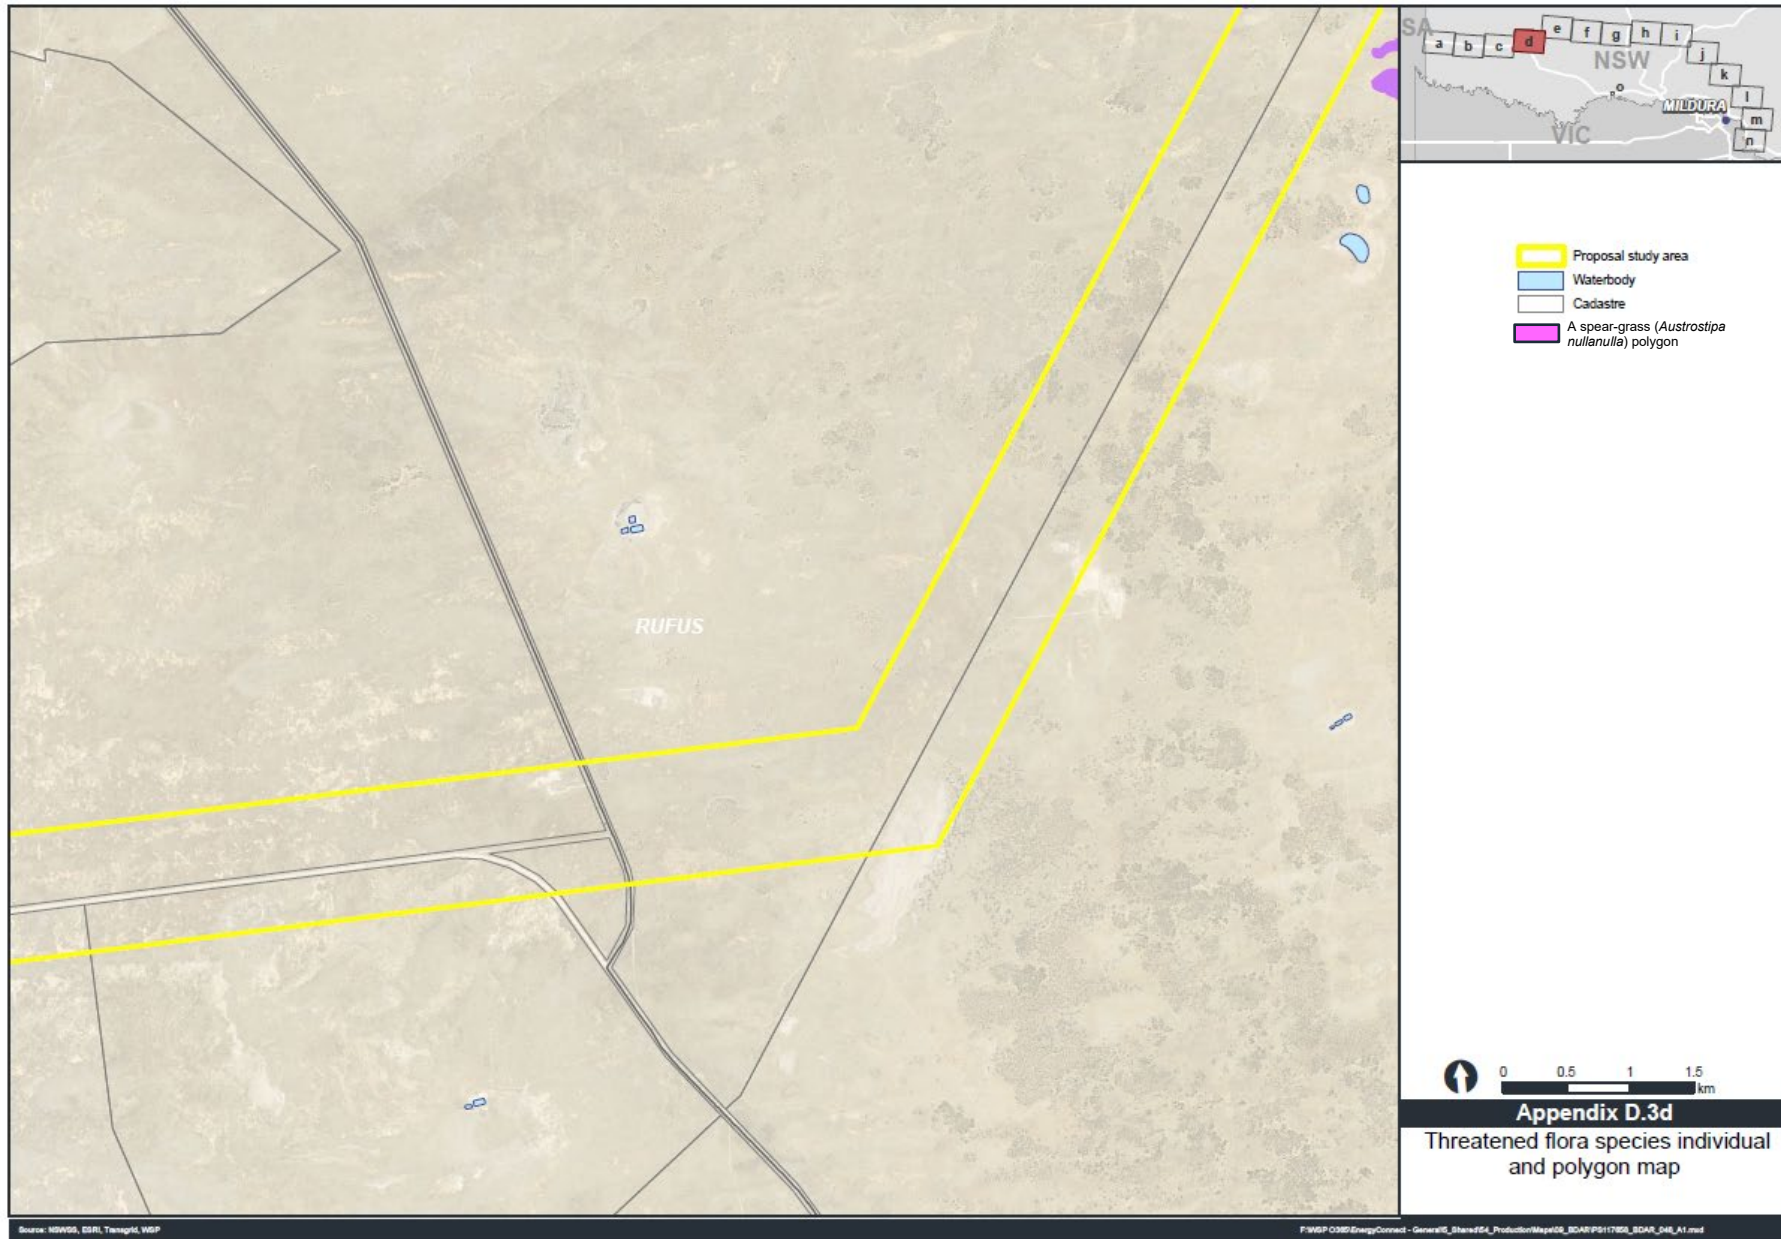 RUFUS
SA
a
b
c
d
e
f
g
h
i
j
k
l
m
n
o
NSW
MILDURA
VIC
Proposal study area
Waterbody
Cadastre
A spear-grass (Austrostipa
nullanulla) polygon
0 0.5 1 1.5
km
Appendix D.3d
Threatened flora species individual
and polygon map
Source: NSWSS, ESRI, Transgrid, WSP